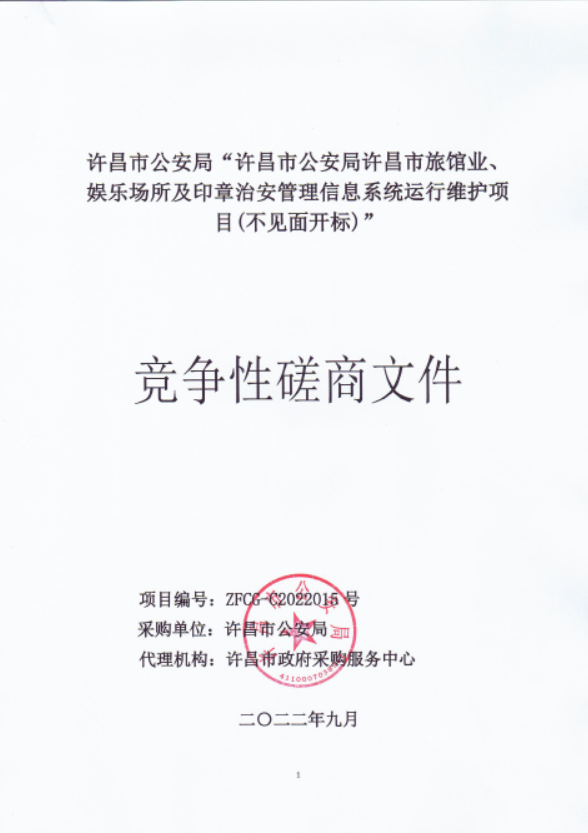 许昌市公安局“许昌市公安局许昌市旅馆业、
娱乐场所及印章治安管理信息系统运行维护项
目(不见面开标)”
竞争性磋商文件
项目编号：ZFCG-C2022015号
采购单位：许昌市公安局
代理机构：许昌市政府采购服务中心
二〇二二年九月
1